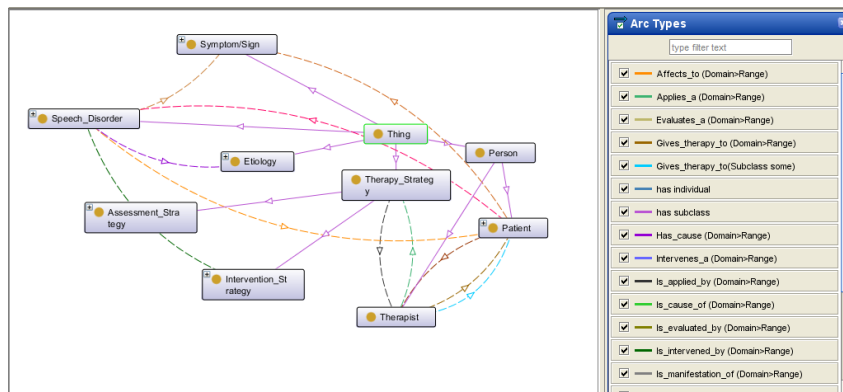 Symptom/Sign
Speech_Disorder
Thing
Etiology
Person
Therapy_Strateg
y
Assessment_Stra
tegy
Patient
Intervention_St
rategy
Therapist
Arc Types
type filter text
Affects_to (Domain>Range)
Applies_a (Domain>Range)
Evaluates_a (Domain>Range)
Gives_therapy_to (Domain>Range)
Gives_therapy_to(Subclass some)
has individual
has subclass
Has_cause (Domain>Range)
Intervenes_a (Domain>Range)
Is_applied_by (Domain>Range)
Is_cause_of (Domain>Range)
Is_evaluated_by (Domain>Range)
Is_intervened_by (Domain>Range)
Is_manifestation_of (Domain>Range)